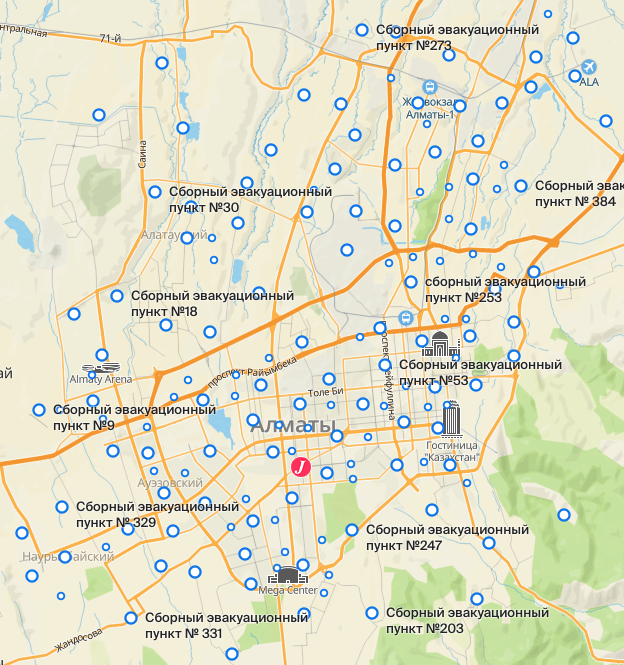 нтральная
71-й
Сборный эвакуационный
пункт №273
ALA
Ж/
вокзал
Алматы-1
Саина
Сборный эвакуационный
пункт №30
Сборный эвак
пункт № 384
Алатауский
сборный эвакуационный
пункт №253
Сборный эвакуационный
пункт №18
проспект Сейфуллина
ай
Almaty Arena
проспект Райымбека
Сборный эвакуационный
пункт №53
Толе Би
Сборный эвакуационный
пункт №9
Алматы
Гостиница
"Казахстан"
J
Ауэзовский
Сборный эвакуационный
пункт № 329
Сборный эвакуационный
пункт №247
Наурызбайский
Mega Center
Сборный эвакуационный
пункт №203
Сборный эвакуационный
пункт № 331
Жандосова